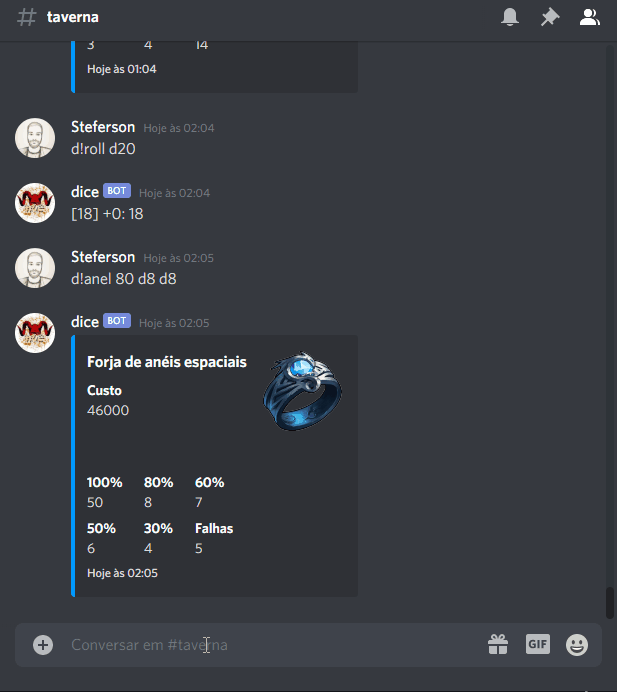 # taverna
3 4 14
Hoje às 01:04
Steferson Hoje às 02:04
d!roll d20
dice BOT Hoje às 02:04
[18] +0: 18
Steferson Hoje às 02:05
d!anel 80 d8 d8
dice BOT Hoje às 02:05
Forja de anéis espaciais
Custo
46000
100% 80% 60%
50 8 7
50% 30% Falhas
6 4 5
Hoje às 02:05
Conversar em #taverna
GIF